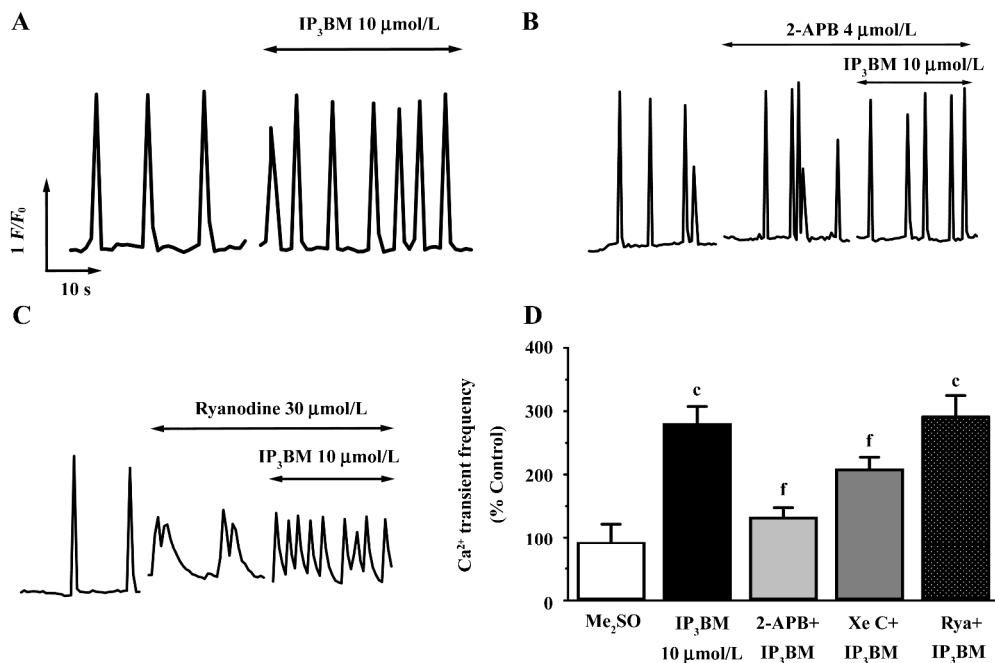 A
IP₃BM 10 μmol/L
1 F/F₀
10 s
B
2-APB 4 μmol/L
IP₃BM 10 μmol/L
C
Ryanodine 30 μmol/L
IP₃BM 10 μmol/L
D
Ca²⁺ transient frequency
(% Control)
400
300
200
100
0
c
f
f
c
Me₂SO
IP₃BM
10 μmol/L
2-APB+
IP₃BM
Xe C+
IP₃BM
Rya+
IP₃BM